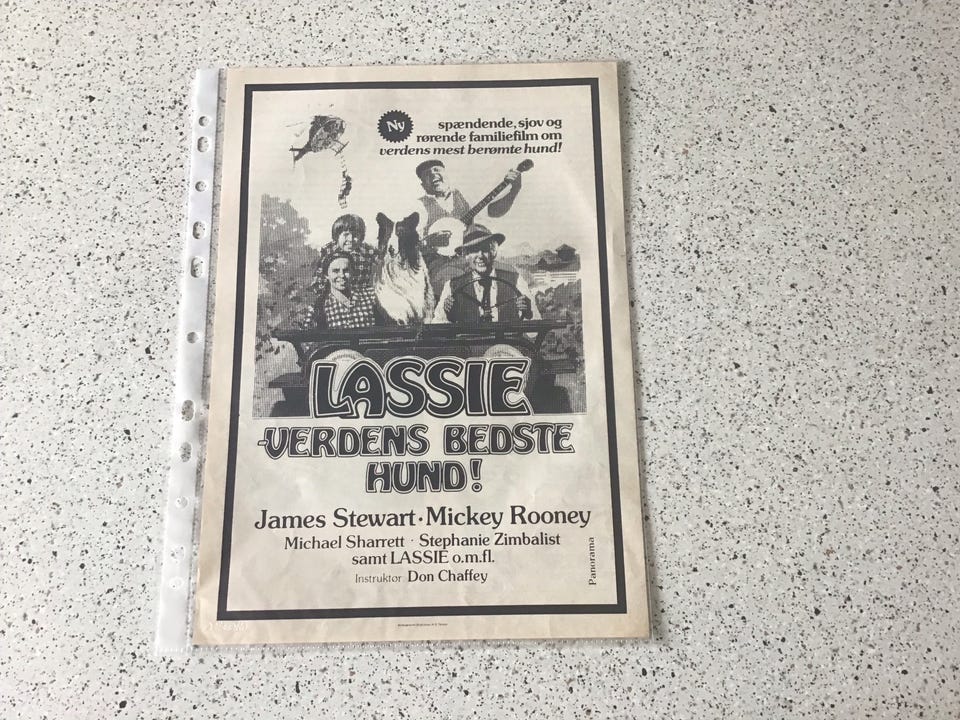 Ny
spændende, sjov og
rørende familiefilm om
verdens mest berømte hund!
LASSIE
-VERDENS BEDSTE
HUND!
James Stewart · Mickey Rooney
Michael Sharrett · Stephanie Zimbalist
samt LASSIE o.m.fl.
Instruktør Don Chaffey
Panorama